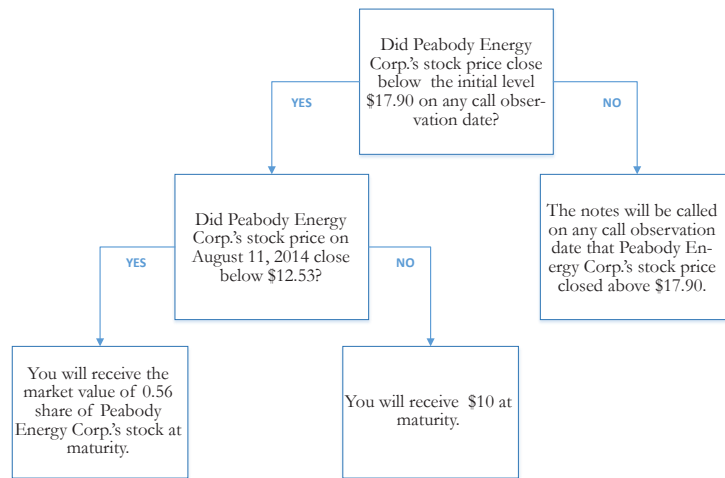 Did Peabody Energy
Corp.'s stock price close
below the initial level
$17.90 on any call obser-
vation date?
YES
NO
Did Peabody Energy
Corp.'s stock price on
August 11, 2014 close
below $12.53?
The notes will be called
on any call observation
date that Peabody En-
ergy Corp.'s stock price
closed above $17.90.
YES
NO
You will receive the
market value of 0.56
share of Peabody
Energy Corp.'s stock at
maturity.
You will receive $10 at
maturity.